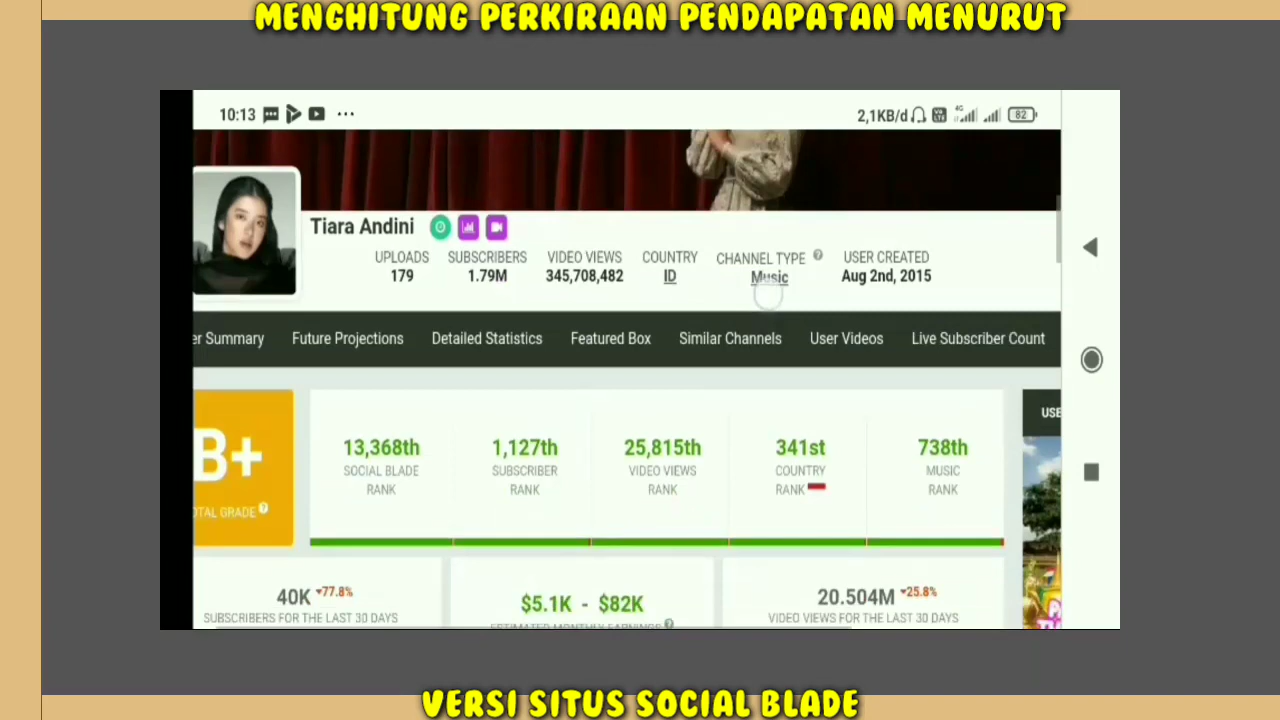 MENGHITUNG PERKIRAAN PENDAPATAN MENURUT
10:13 ... 2,1KB/d 4G 82
Tiara Andini
UPLOADS SUBSCRIBERS VIDEO VIEWS COUNTRY CHANNEL TYPE USER CREATED
179 1.79M 345,708,482 ID Music Aug 2nd, 2015
er Summary Future Projections Detailed Statistics Featured Box Similar Channels User Videos Live Subscriber Count
USE
B+
13,368th 1,127th 25,815th 341st 738th
SOCIAL BLADE SUBSCRIBER VIDEO VIEWS COUNTRY MUSIC
RANK RANK RANK RANK RANK
OTAL GRADE
40K 77.8% $5.1K - $82K 20.504M 25.8%
SUBSCRIBERS FOR THE LAST 30 DAYS ESTIMATED MONTHLY EARNINGS VIDEO VIEWS FOR THE LAST 30 DAYS
VERSI SITUS SOCIAL BLADE